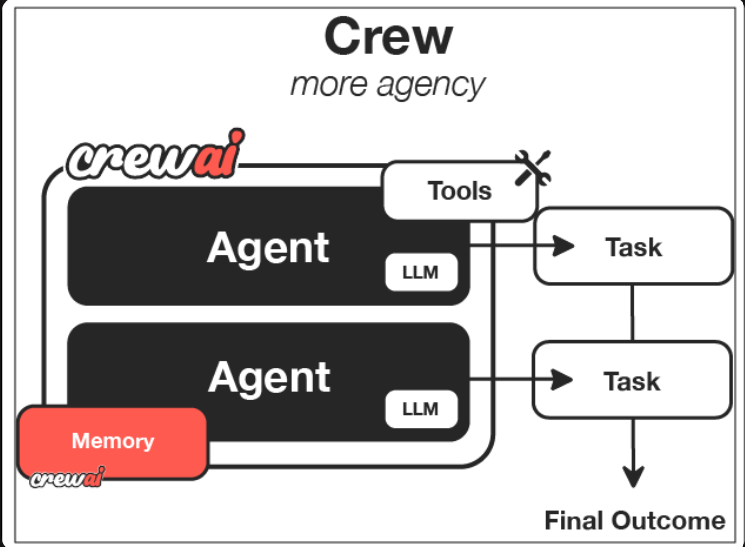 Crew
more agency
crewai
Tools
Agent
LLM
Task
Agent
LLM
Task
Memory
crewai
Final Outcome